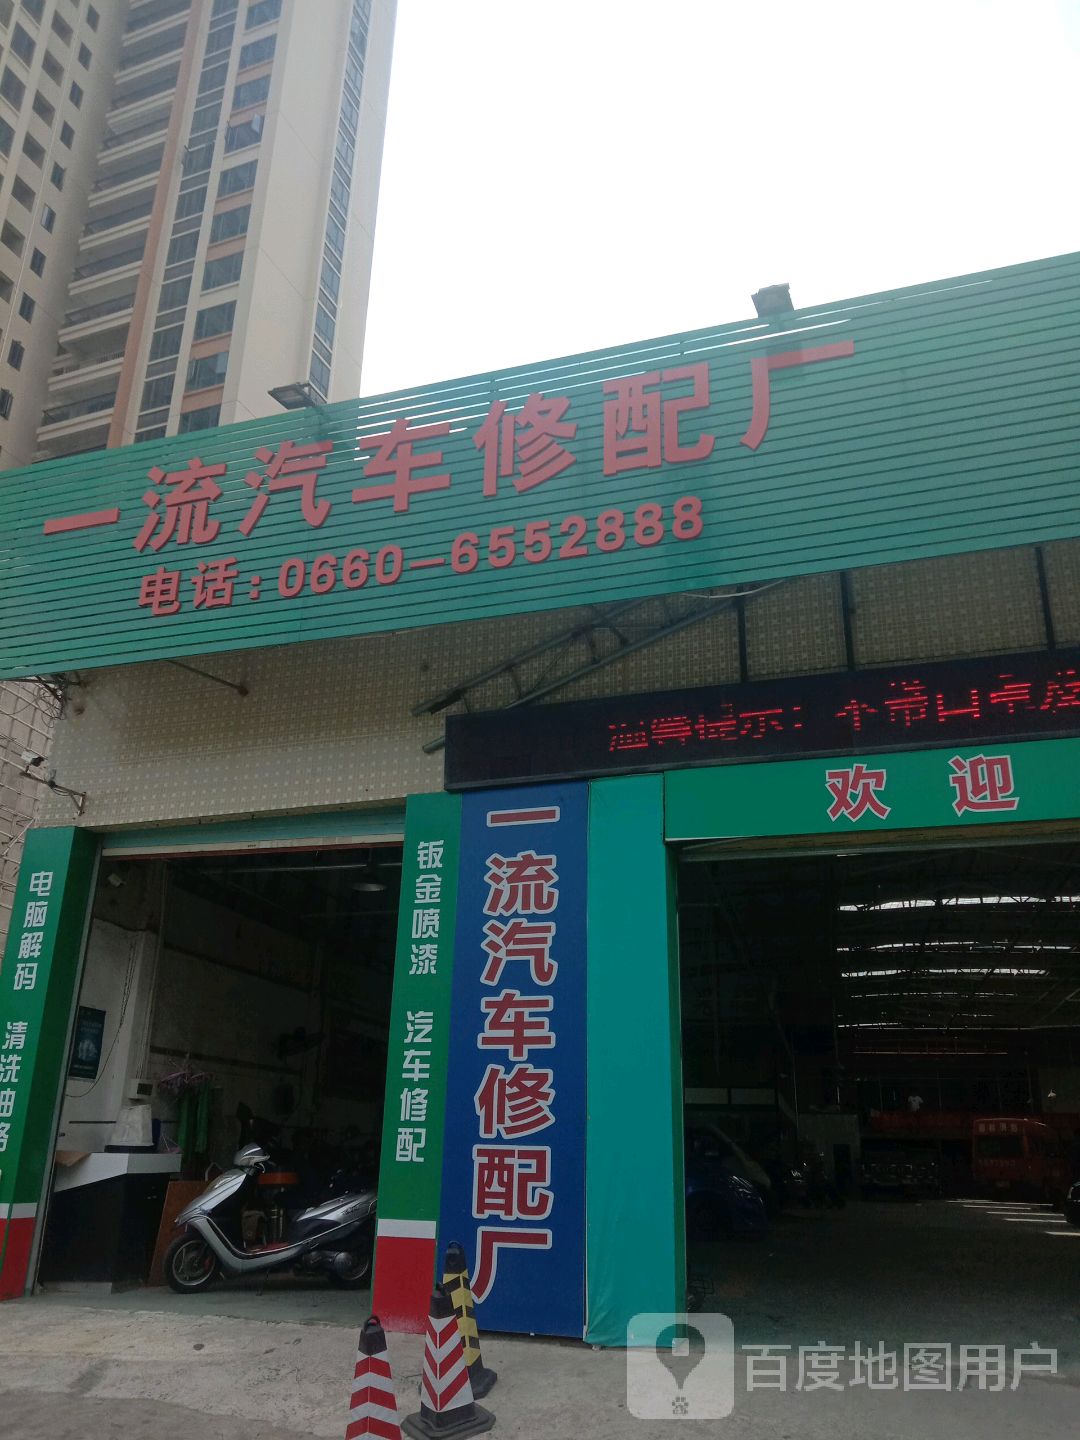 一流汽车修配厂
电话:0660-6552888
欢迎
电脑解码 清洗油路
钣金喷漆 汽车修配
一流汽车修配厂
百度地图用户